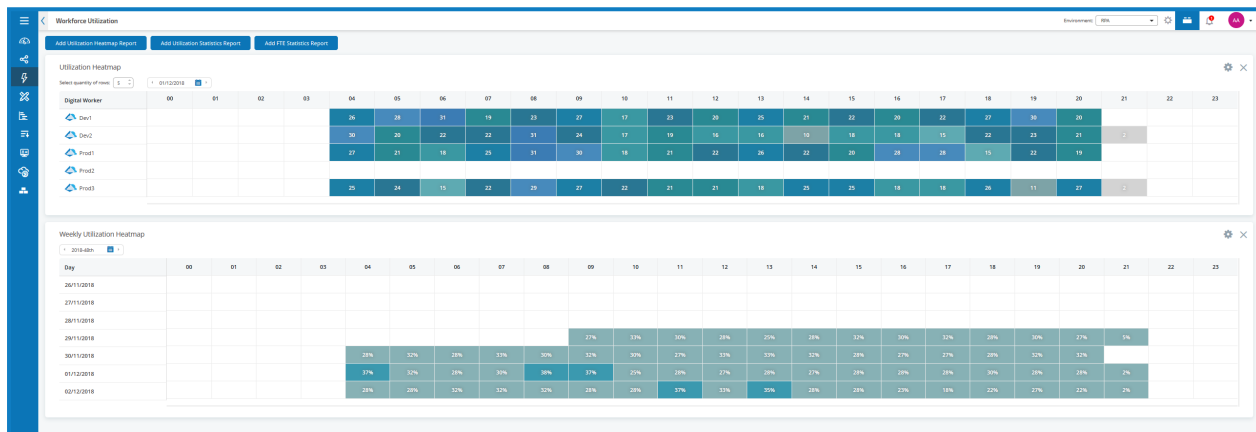 Workforce Utilization
Environment: RPA
1
AA
Add Utilization Heatmap Report
Add Utilization Statistics Report
Add FTE Statistics Report
Utilization Heatmap
Select quantity of rows: 5
01/12/2018
Digital Worker 00 01 02 03 04 05 06 07 08 09 10 11 12 13 14 15 16 17 18 19 20 21 22 23
Dev1 26 28 31 19 23 24 17 23 20 25 21 22 20 22 27 30 20
Dev2 30 20 22 22 31 24 17 19 16 16 10 18 18 15 22 23 21 2
Prod1 27 21 18 25 31 30 18 21 22 26 22 20 28 28 15 22 19
Prod2
Prod3 25 24 15 22 29 27 22 21 21 18 25 25 18 18 26 11 27 2
Weekly Utilization Heatmap
2018-48th
Day 00 01 02 03 04 05 06 07 08 09 10 11 12 13 14 15 16 17 18 19 20 21 22 23
26/11/2018
27/11/2018
28/11/2018
29/11/2018 27% 33% 30% 28% 25% 28% 32% 30% 32% 28% 30% 27% 5%
30/11/2018 28% 32% 28% 33% 30% 32% 30% 27% 33% 33% 32% 28% 27% 27% 28% 32% 32%
01/12/2018 37% 32% 28% 30% 38% 37% 25% 28% 27% 28% 27% 28% 28% 28% 30% 28% 28% 2%
02/12/2018 28% 28% 32% 32% 32% 28% 28% 37% 33% 35% 28% 28% 23% 18% 22% 27% 22% 2%